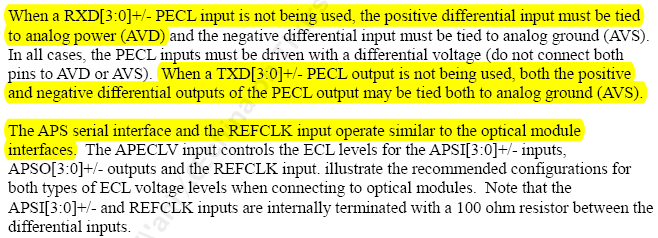 When a RXD[3:0]+/- PECL input is not being used, the positive differential input must be tied
to analog power (AVD) and the negative differential input must be tied to analog ground (AVS).
In all cases, the PECL inputs must be driven with a differential voltage (do not connect both
pins to AVD or AVS).  When a TXD[3:0]+/- PECL output is not being used, both the positive
and negative differential outputs of the PECL output may be tied both to analog ground (AVS).
The APS serial interface and the REFCLK input operate similar to the optical module
interfaces.  The APECLV input controls the ECL levels for the APSI[3:0]+/- inputs,
APSO[3:0]+/- outputs and the REFCLK input. illustrate the recommended configurations for
both types of ECL voltage levels when connecting to optical modules.  Note that the
APSI[3:0]+/- and REFCLK inputs are internally terminated with a 100 ohm resistor between the
differential inputs.